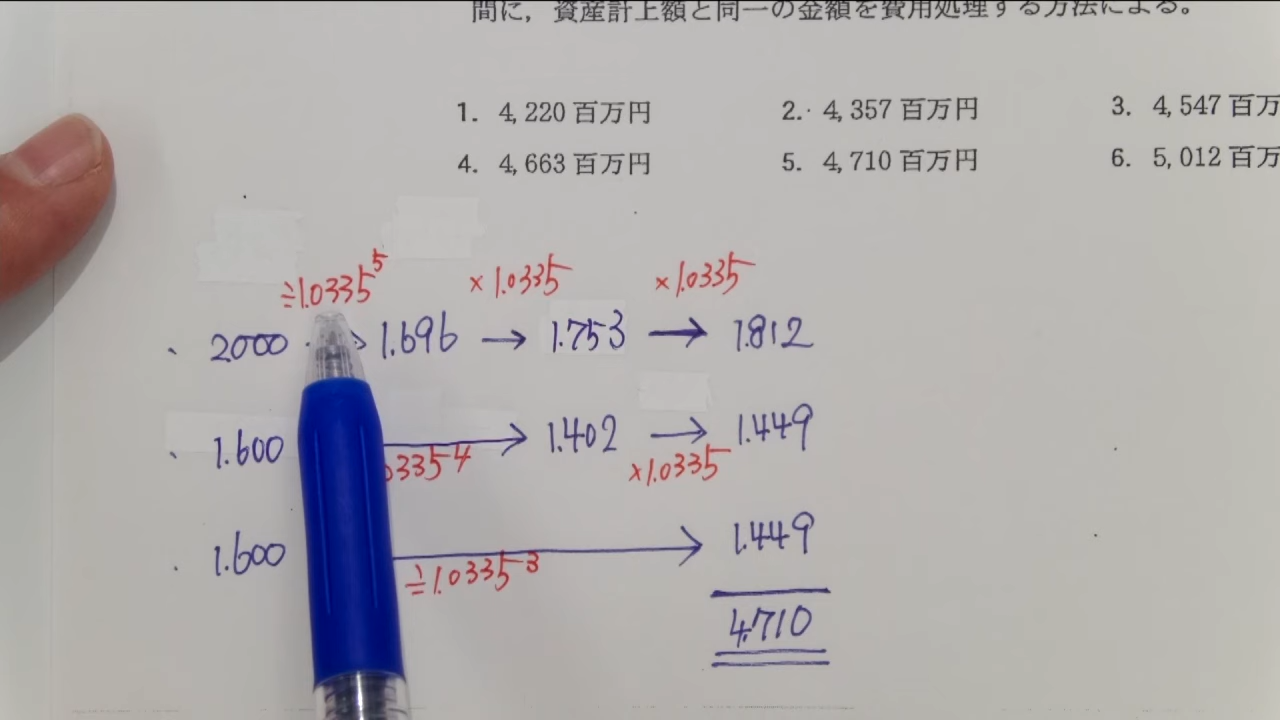 間に，資産計上額と同一の金額を費用処理する方法による。
1. 4,220 百万円 2. 4,357 百万円 3. 4,547 百万
4. 4,663 百万円 5. 4,710 百万円 6. 5,012 百万
÷1.0335⁵ ×1.0335 ×1.0335
2000 → 1.696 → 1.753 → 1.812
1.600 → 1.402 → 1.449
0335⁴ ×1.0335
1.600 → 1.449
÷1.0335³
4.710